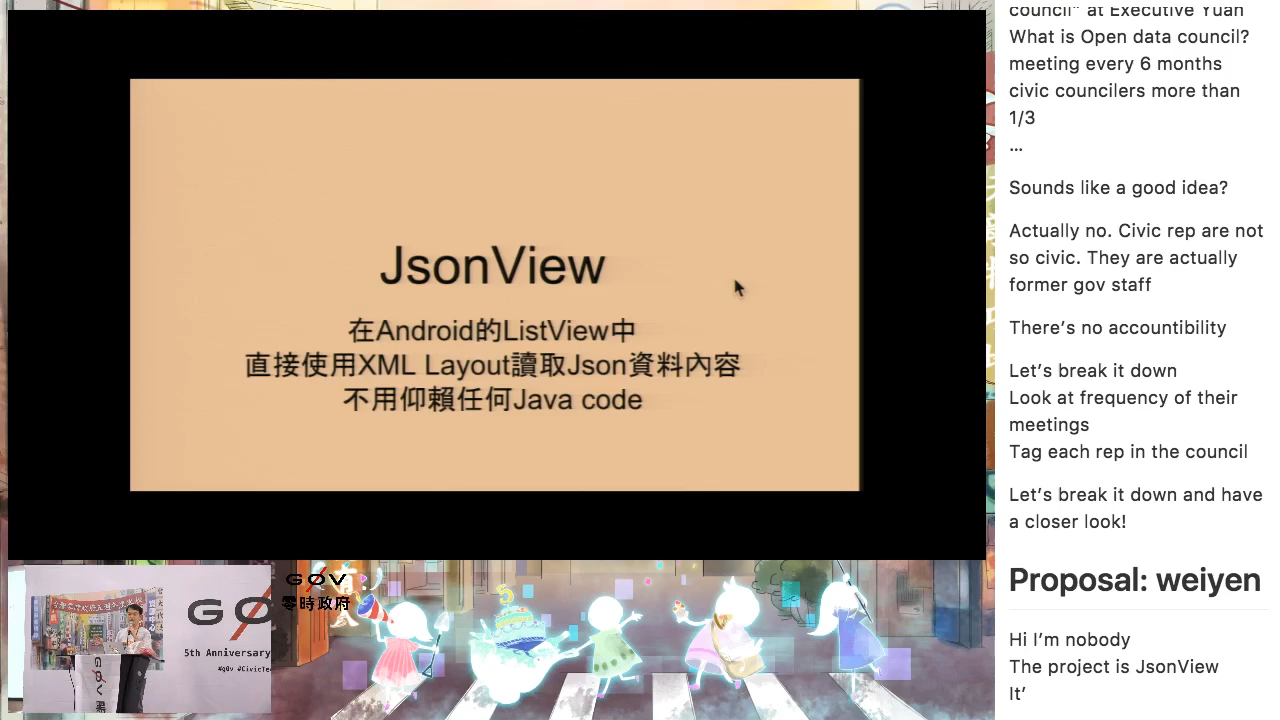 JsonView
在Android的ListView中
直接使用XML Layout讀取Json資料內容
不用仰賴任何Java code
council" at Executive Yuan
What is Open data council?
meeting every 6 months
civic councilers more than
1/3
...
Sounds like a good idea?
Actually no. Civic rep are not
so civic. They are actually
former gov staff
There's no accountibility
Let's break it down
Look at frequency of their
meetings
Tag each rep in the council
Let's break it down and have
a closer look!
Proposal: weiyen
Hi I'm nobody
The project is JsonView
It'
GØV
零時政府
GØ
5th Anniversary
#g0v #CivicTe
5